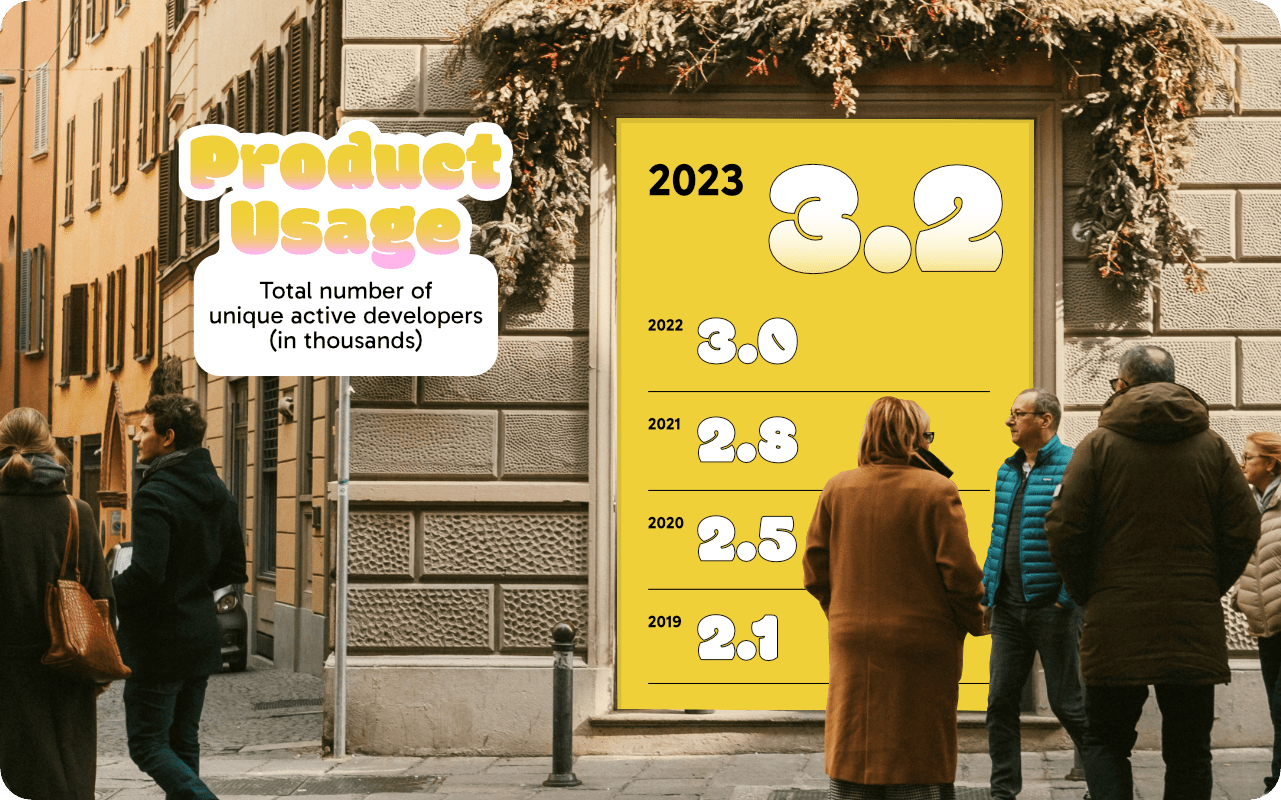 Product
Usage
Total number of
unique active developers
(in thousands)
2023 3.2
2022 3.0
2021 2.8
2020 2.5
2019 2.1